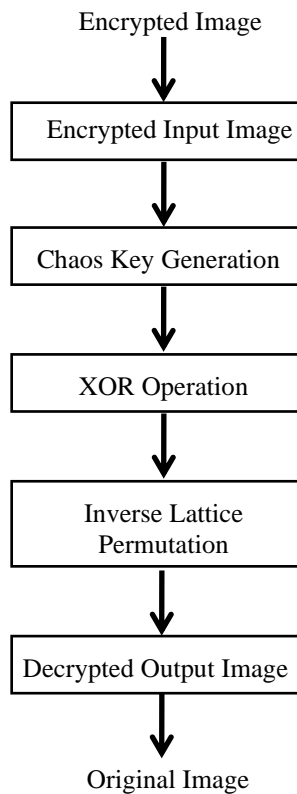 Encrypted Image
Encrypted Input Image
Chaos Key Generation
XOR Operation
Inverse Lattice
Permutation
Decrypted Output Image
Original Image